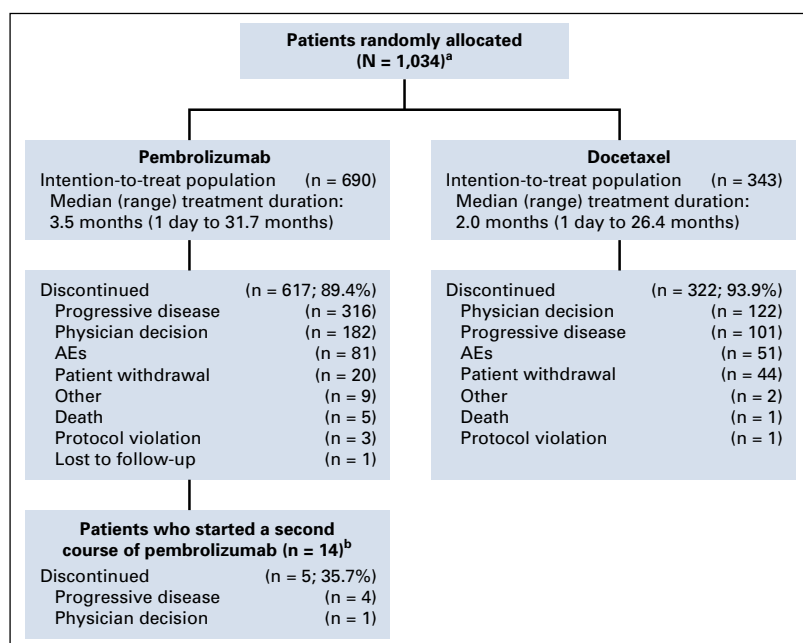 Patients randomly allocated
(N = 1,034)a
Pembrolizumab
Intention-to-treat population (n = 690)
Median (range) treatment duration:
3.5 months (1 day to 31.7 months)
Docetaxel
Intention-to-treat population (n = 343)
Median (range) treatment duration:
2.0 months (1 day to 26.4 months)
Discontinued (n = 617; 89.4%)
Progressive disease (n = 316)
Physician decision (n = 182)
AEs (n = 81)
Patient withdrawal (n = 20)
Other (n = 9)
Death (n = 5)
Protocol violation (n = 3)
Lost to follow-up (n = 1)
Discontinued (n = 322; 93.9%)
Physician decision (n = 122)
Progressive disease (n = 101)
AEs (n = 51)
Patient withdrawal (n = 44)
Other (n = 2)
Death (n = 1)
Protocol violation (n = 1)
Patients who started a second
course of pembrolizumab (n = 14)b
Discontinued (n = 5; 35.7%)
Progressive disease (n = 4)
Physician decision (n = 1)